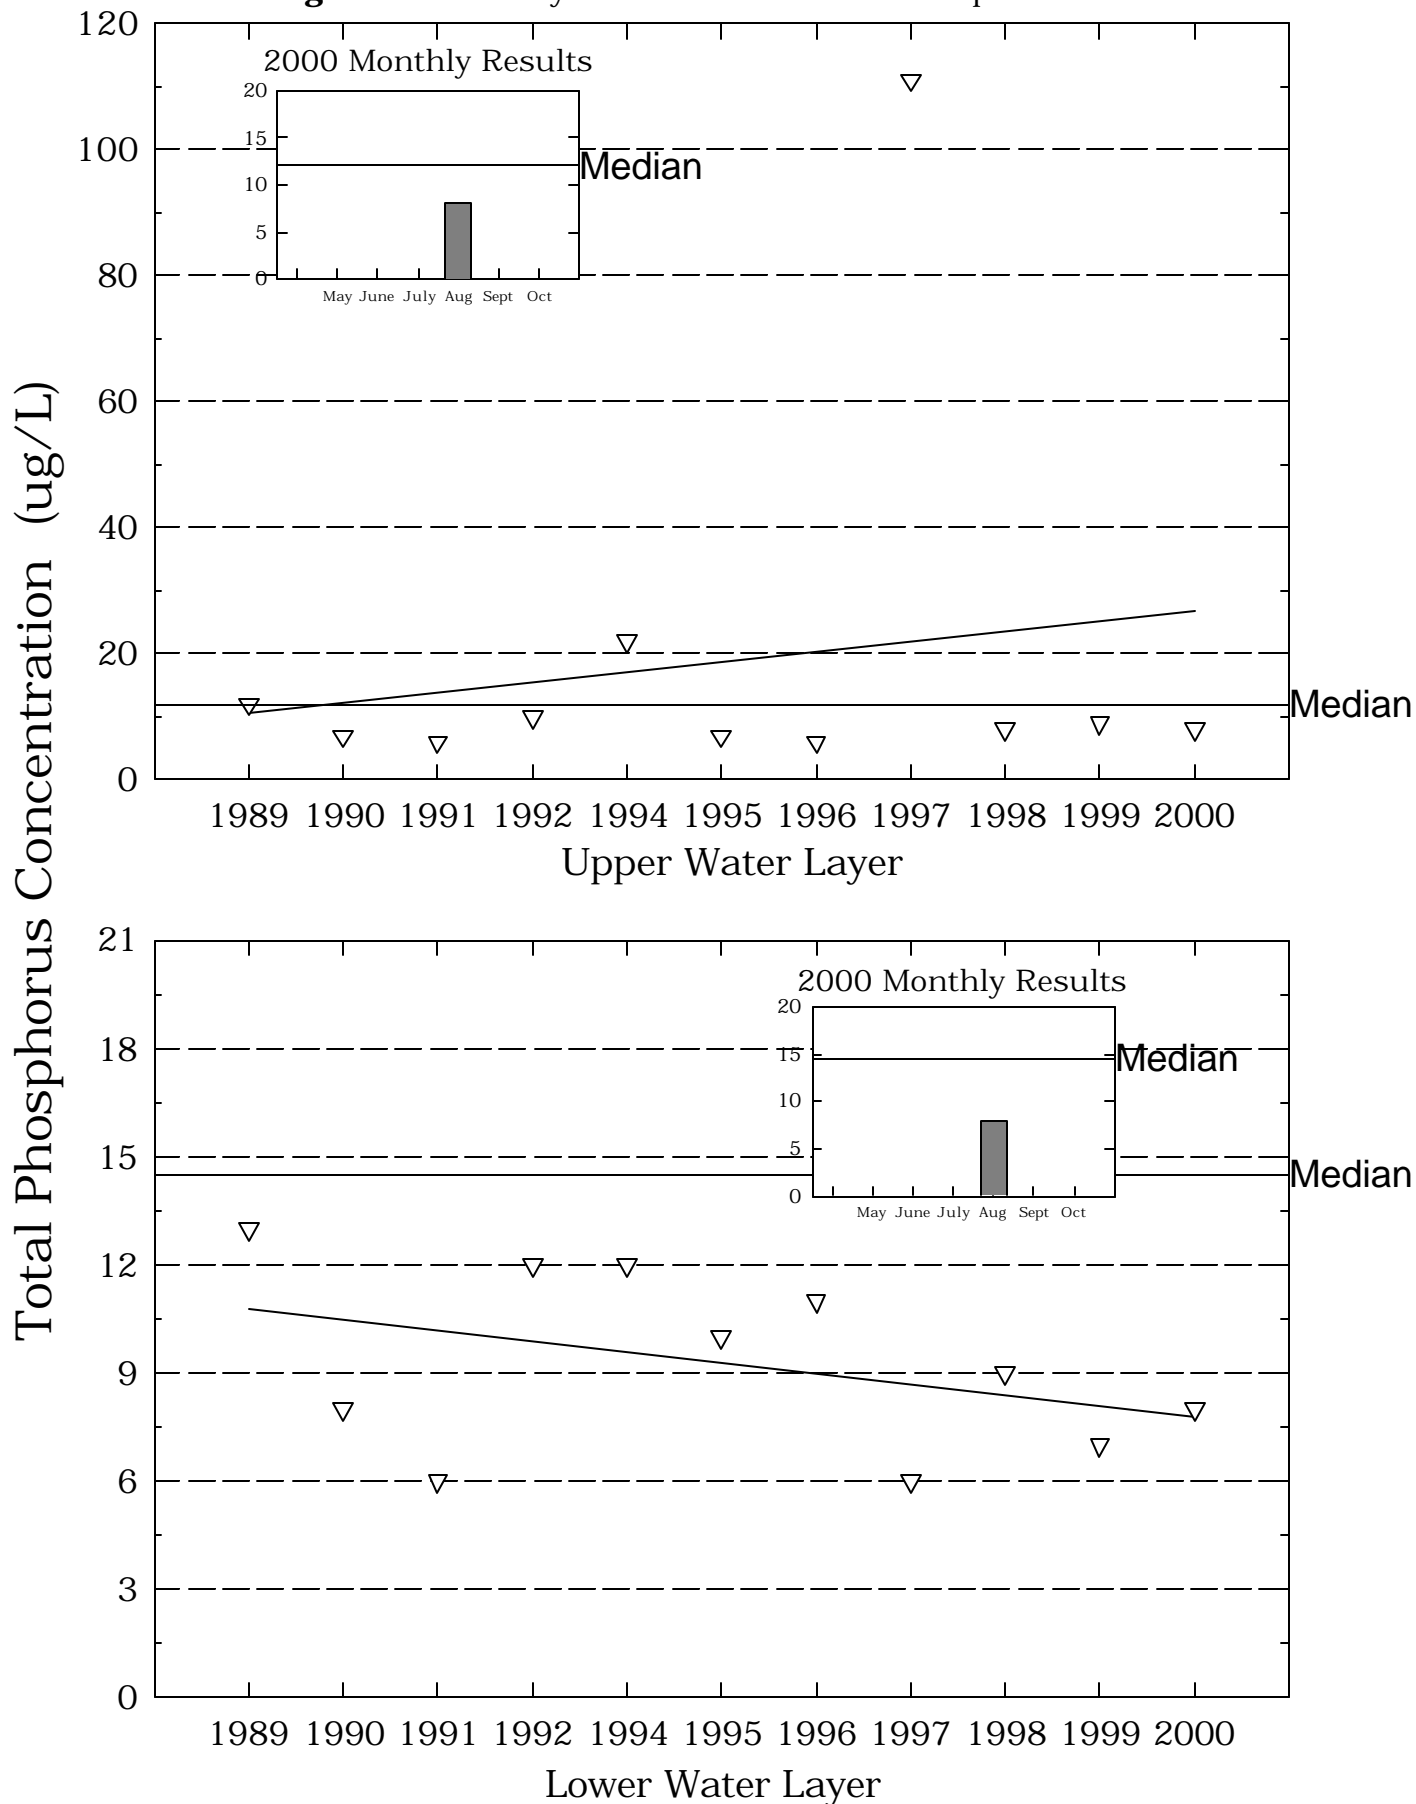 Total Phosphorus Concentration (ug/L)
120
100
80
60
40
20
0
2000 Monthly Results
20
15
10
5
0
Median
May June July Aug Sept Oct
Median
1989 1990 1991 1992 1994 1995 1996 1997 1998 1999 2000
Upper Water Layer
21
18
15
12
9
6
3
0
2000 Monthly Results
20
15
10
5
0
Median
May June July Aug Sept Oct
Median
1989 1990 1991 1992 1994 1995 1996 1997 1998 1999 2000
Lower Water Layer